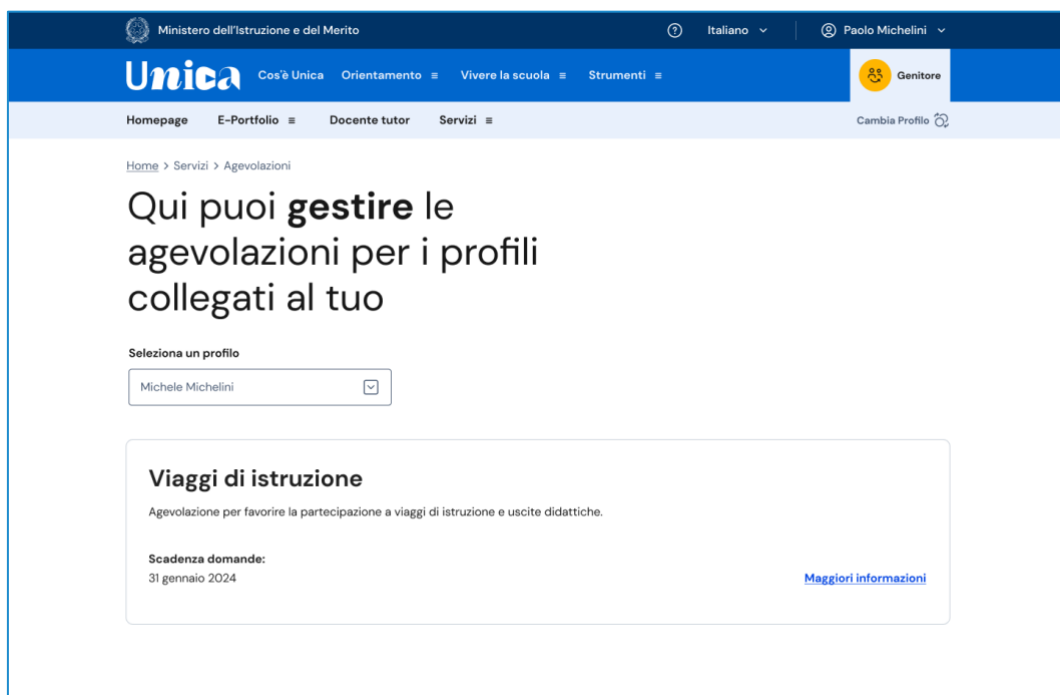 Ministero dell'Istruzione e del Merito
Italiano
Paolo Michelini
Unica
Cos'è Unica
Orientamento
Vivere la scuola
Strumenti
Genitore
Homepage
E-Portfolio
Docente tutor
Servizi
Cambia Profilo
Home > Servizi > Agevolazioni
Qui puoi gestire le
agevolazioni per i profili
collegati al tuo
Seleziona un profilo
Michele Michelini
Viaggi di istruzione
Agevolazione per favorire la partecipazione a viaggi di istruzione e uscite didattiche.
Scadenza domande:
31 gennaio 2024
Maggiori informazioni